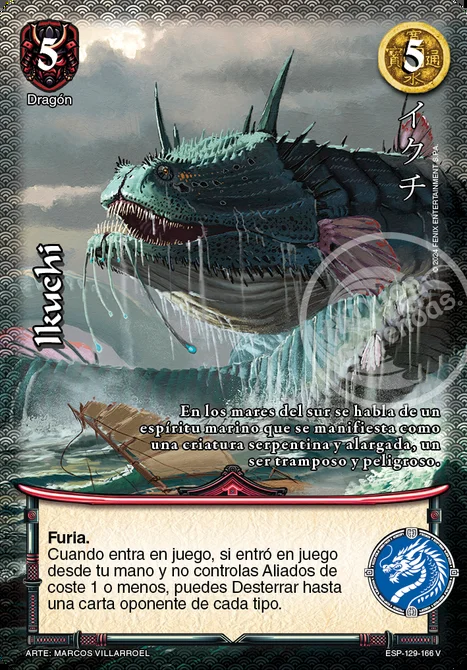 5
Dragón
5
イクチ
© 2024 FENIX ENTERTAINMENT S.P.A.
Ikuchi
En los mares del sur se habla de un
espíritu marino que se manifiesta como
una criatura serpentina y alargada, un
ser tramposo y peligroso.
Furia.
Cuando entra en juego, si entró en juego
desde tu mano y no controlas Aliados de
coste 1 o menos, puedes Desterrar hasta
una carta oponente de cada tipo.
ARTE: MARCOS VILLARROEL
ESP-129-166 V